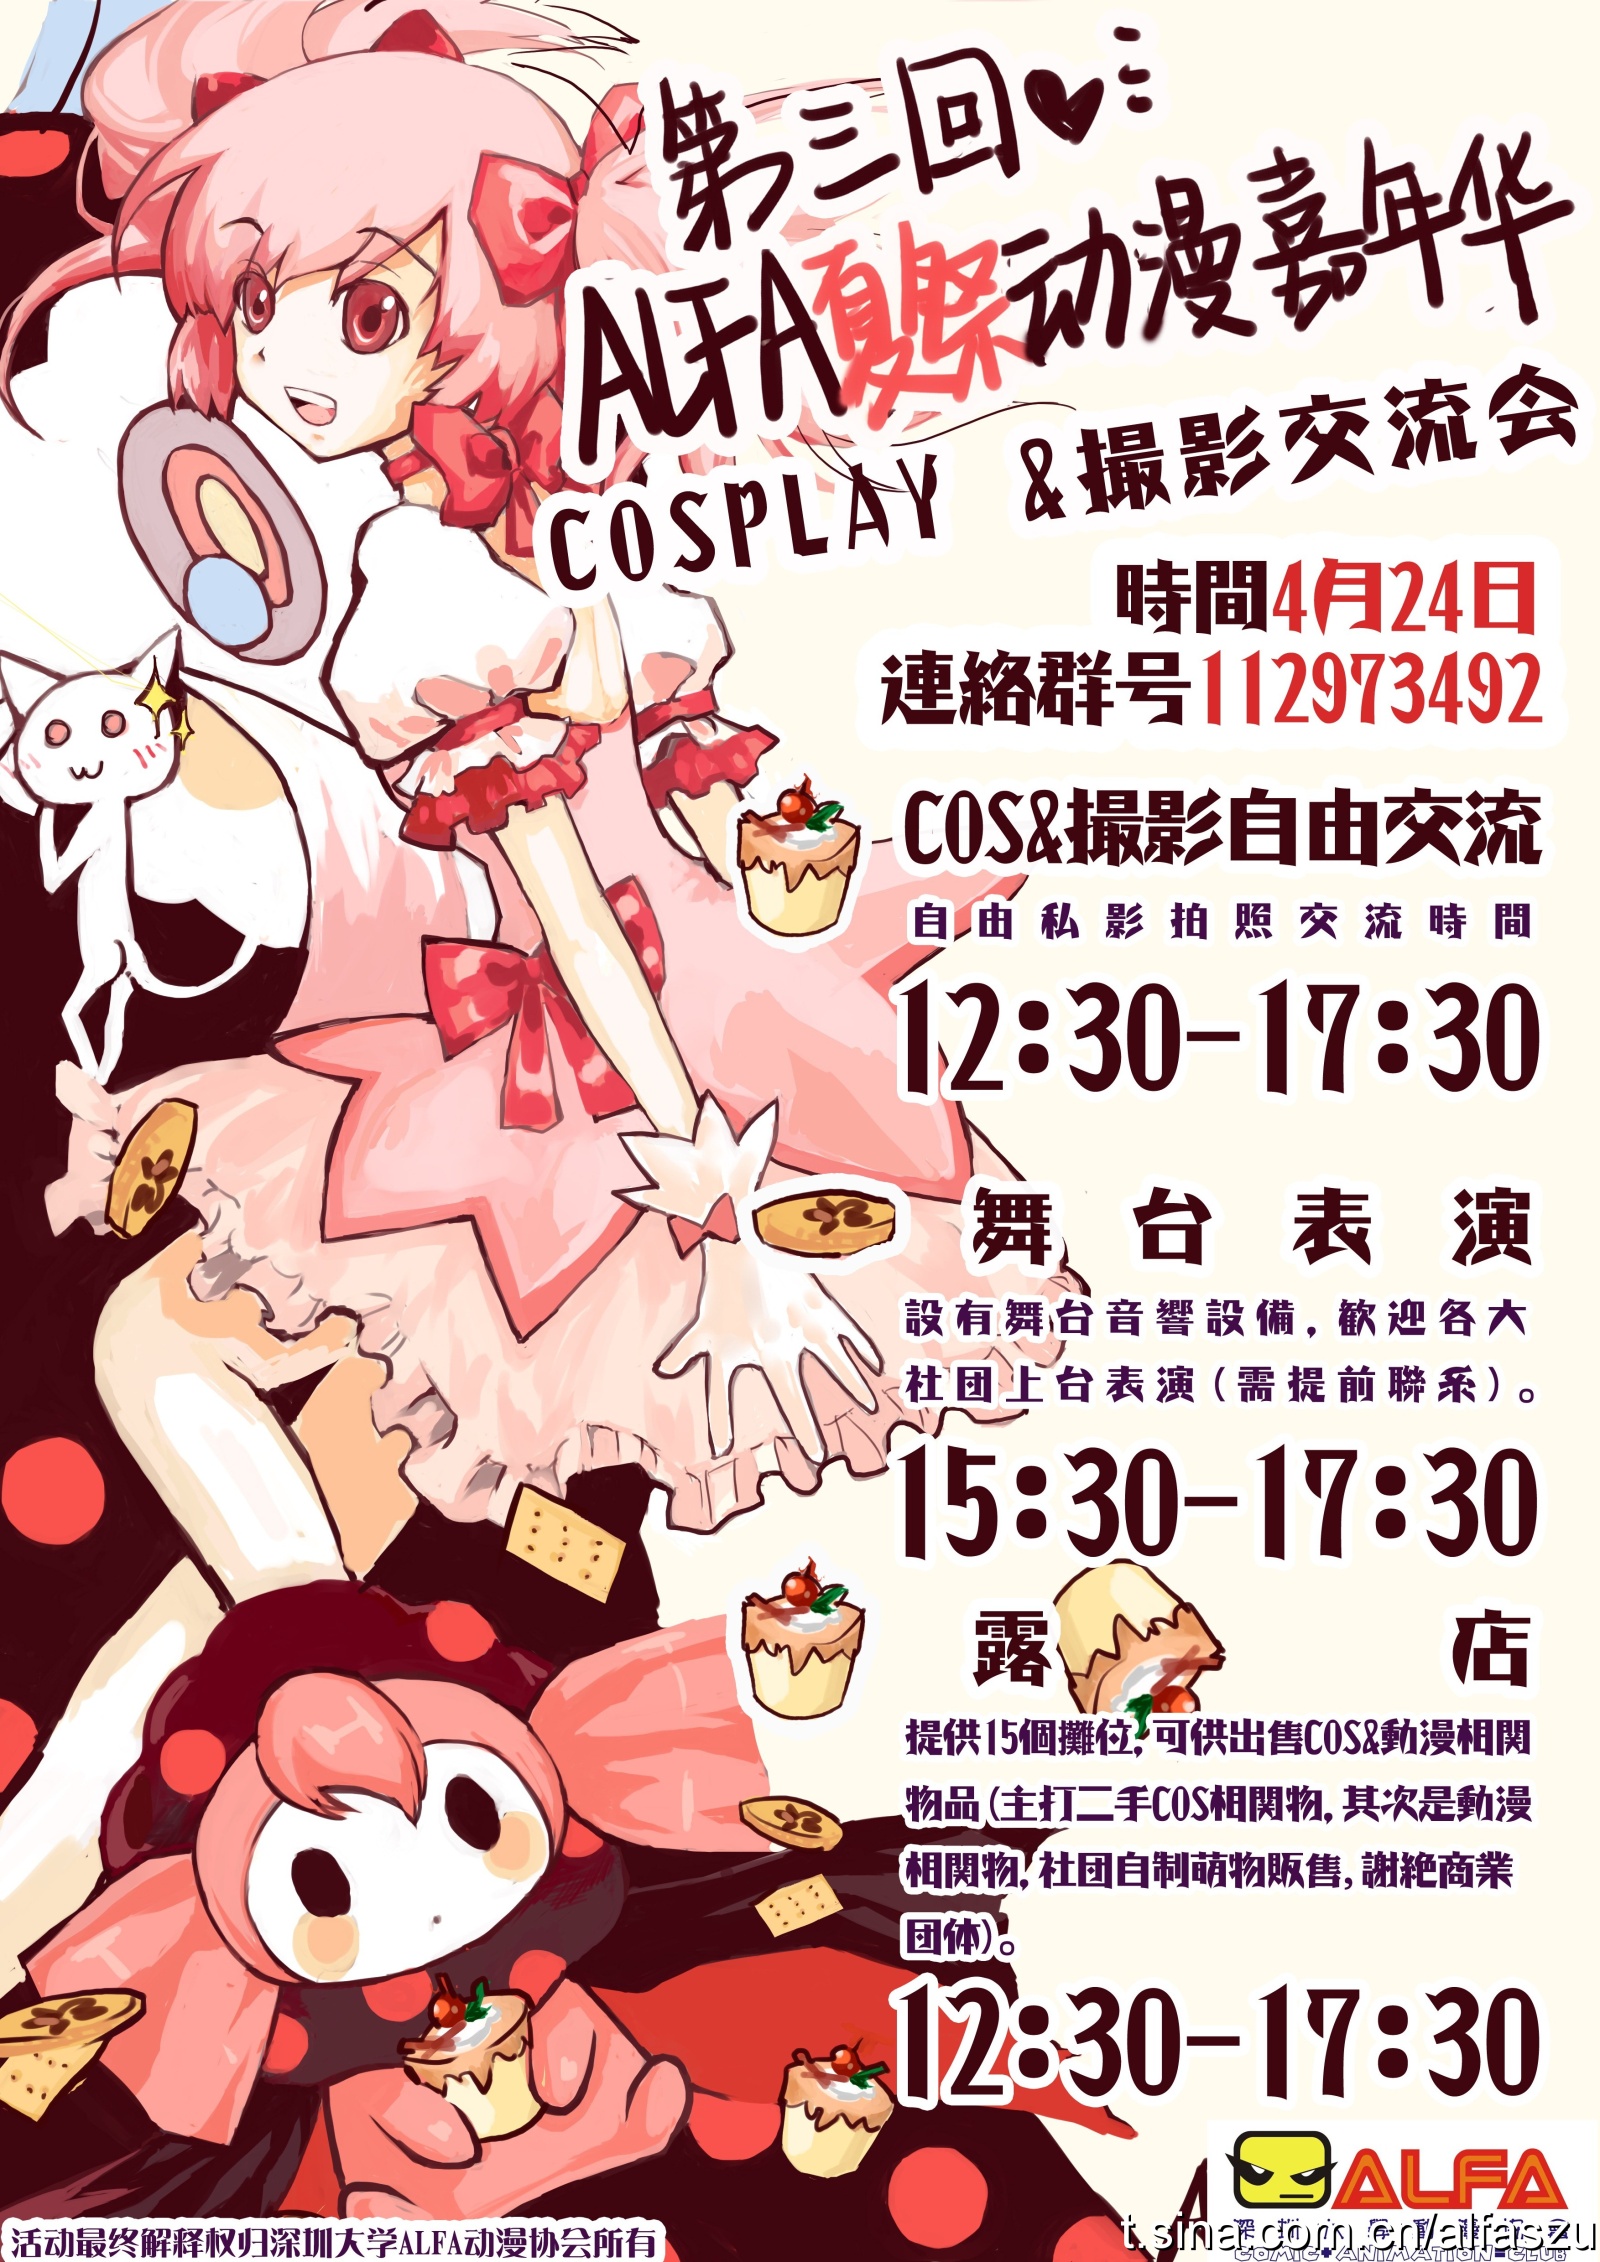 第三回♥
ALFA夏祭动漫嘉年华
COSPLAY &撮影交流会
時間4月24日
連絡群号112973492
COS&撮影自由交流
自由私影拍照交流時間
12:30-17:30
舞台表演
設有舞台音響設備,歓迎各大
社团上台表演(需提前聯系)。
15:30-17:30
露店
提供15個攤位,可供出售COS&動漫相関
物品(主打二手COS相関物,其次是動漫
相関物,社团自制萌物販售,謝絶商業
团体)。
12:30-17:30
ALFA
COMIC+ANIMATION=CLUB
t.sina.com.cn/alfaszu
活动最终解释权归深圳大学ALFA动漫协会所有